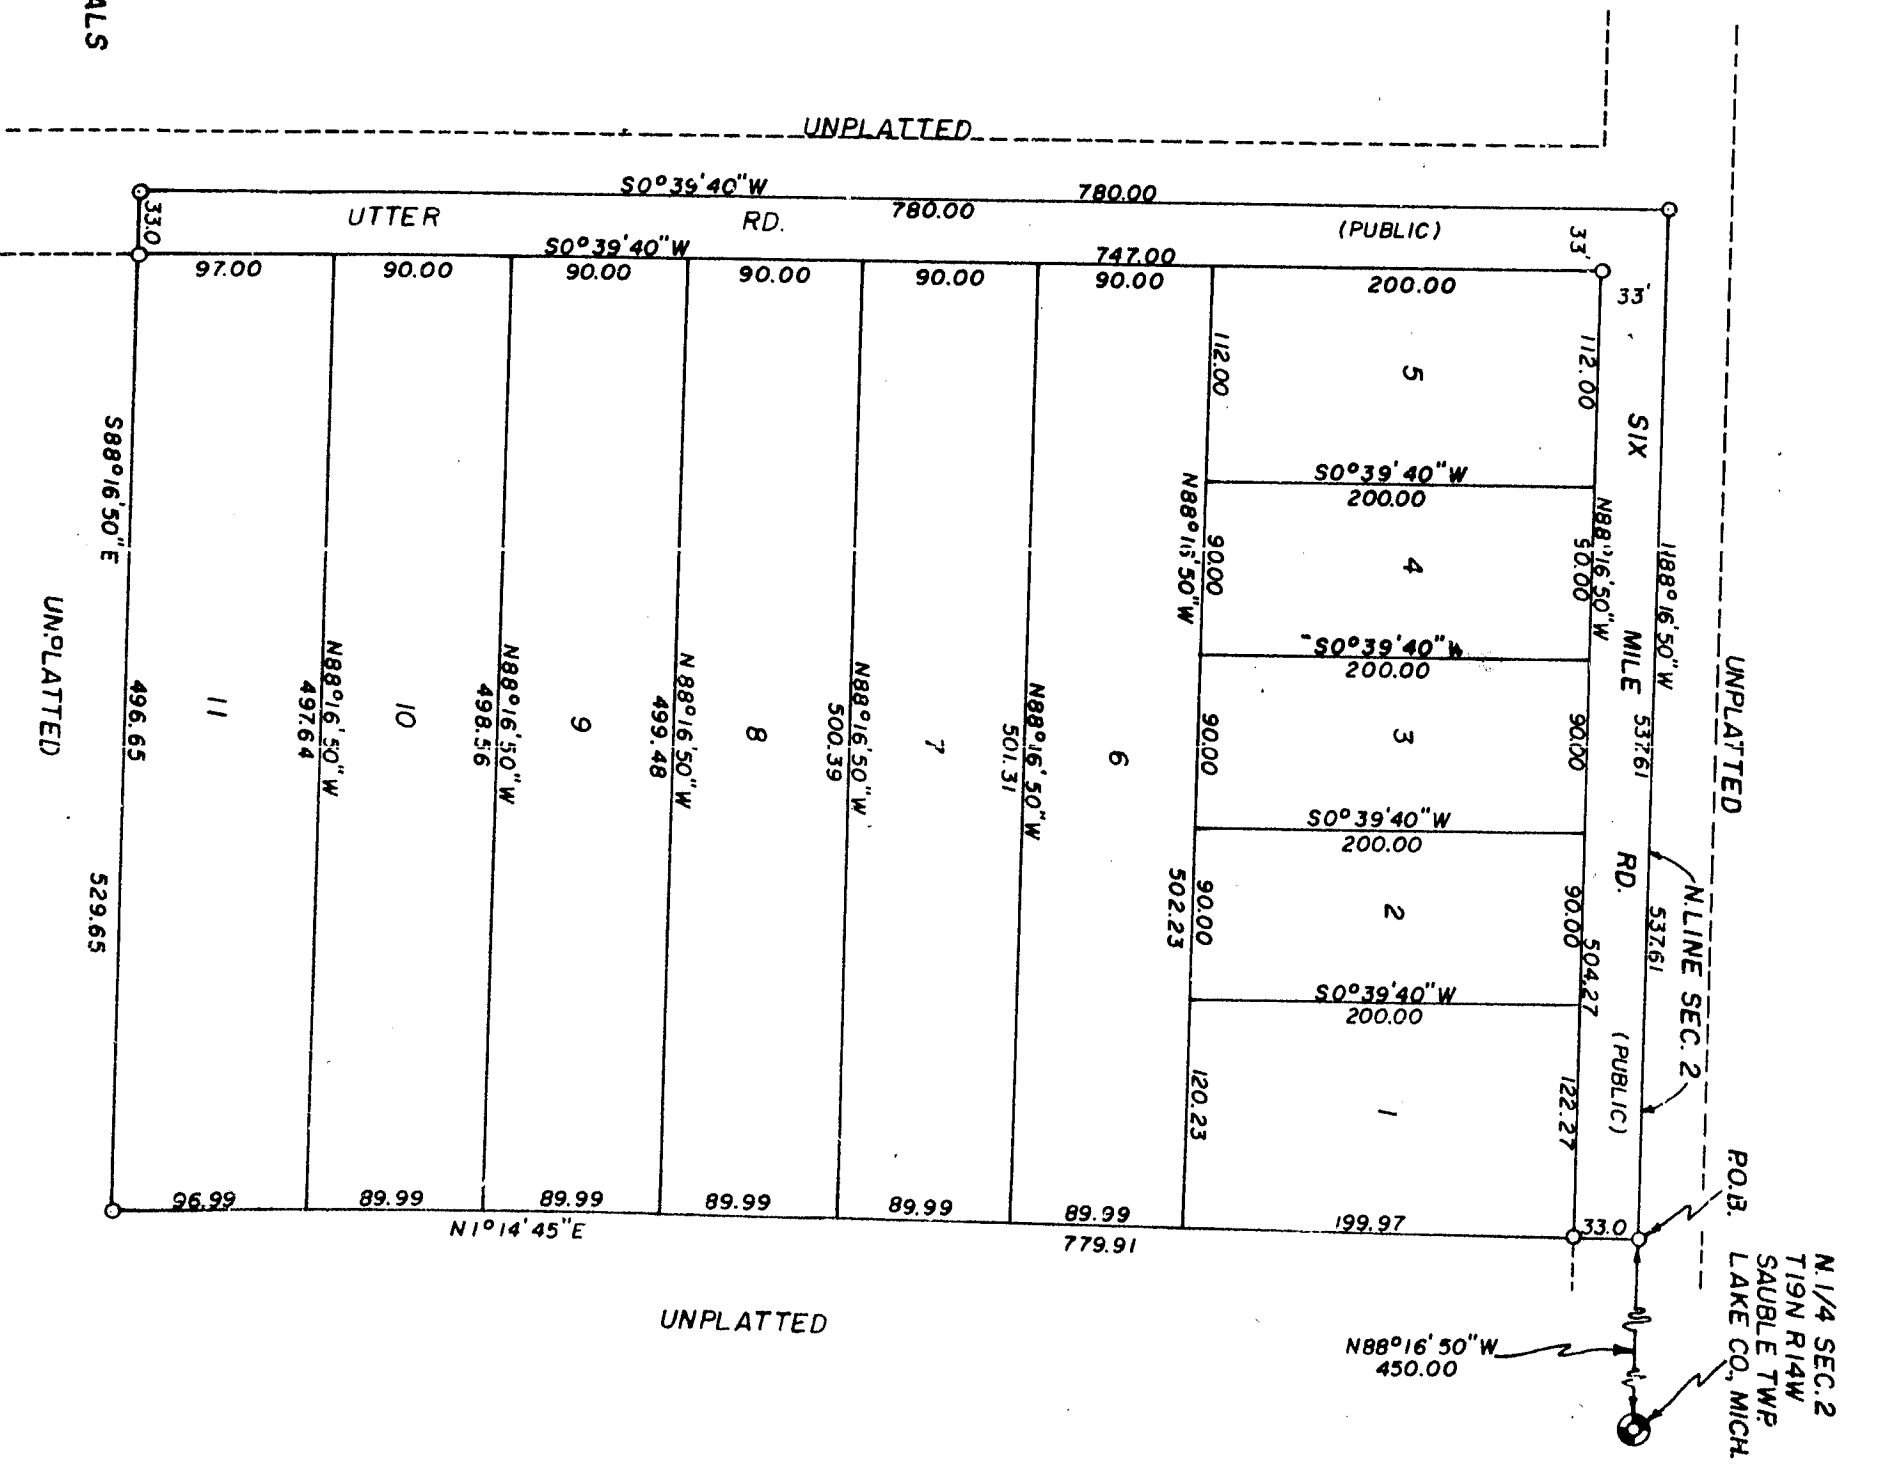 ALS
UNPLATTED
S0°39'40"W
780.00
UTTER RD. 780.00 (PUBLIC)
33.0
33'
S0°39'40"W
747.00
97.00
90.00
90.00
90.00
90.00
90.00
200.00
33'
112.00
5
112.00
SIX MILE RD. (PUBLIC)
S0°39'40"W
200.00
N88°16'50"W
90.00
4
90.00
N88°16'50"W
88°16'50"W
UNPLATTED
S0°39'40"W
200.00
90.00
3
90.00
537.61
537.61
N. LINE SEC. 2
S0°39'40"W
200.00
90.00
502.23
2
90.00
504.27
S0°39'40"W
200.00
120.23
1
122.27
S88°16'50"E
UNPLATTED
496.65
529.65
11
N88°16'50"W
497.64
10
N88°16'50"W
498.56
9
N88°16'50"W
499.48
8
N88°16'50"W
500.39
7
N88°16'50"W
501.31
6
96.99
89.99
89.99
89.99
89.99
89.99
199.97
33.0
N1°14'45"E
779.91
UNPLATTED
P.O.B.
N88°16'50"W
450.00
N. 1/4 SEC. 2
T19N R14W
SAUBLE TWP.
LAKE CO., MICH.